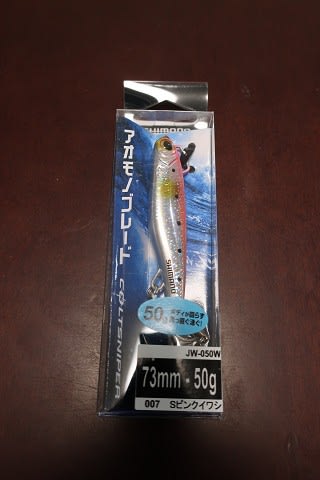 SHIMANO
アオモノブレード
COLTSNIPER
SHIMANO
50g
ボディが回らず
真っ直ぐ泳ぐ!
JW-050W
73mm - 50g
007 Sピンクイワシ